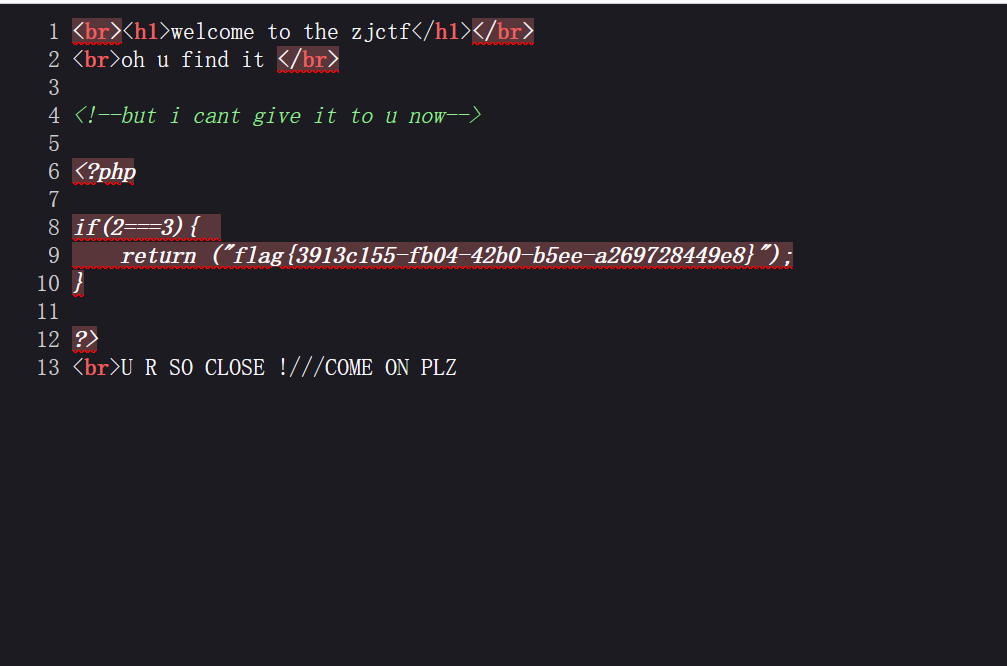 1 <br><h1>welcome to the zjctf</h1></br>
2 <br>oh u find it </br>
3
4 <!--but i cant give it to u now-->
5
6 <?php
7
8 if(2===3){
9     return ("flag{3913c155-fb04-42b0-b5ee-a269728449e8}");
10 }
11
12 ?>
13 <br>U R SO CLOSE !///COME ON PLZ